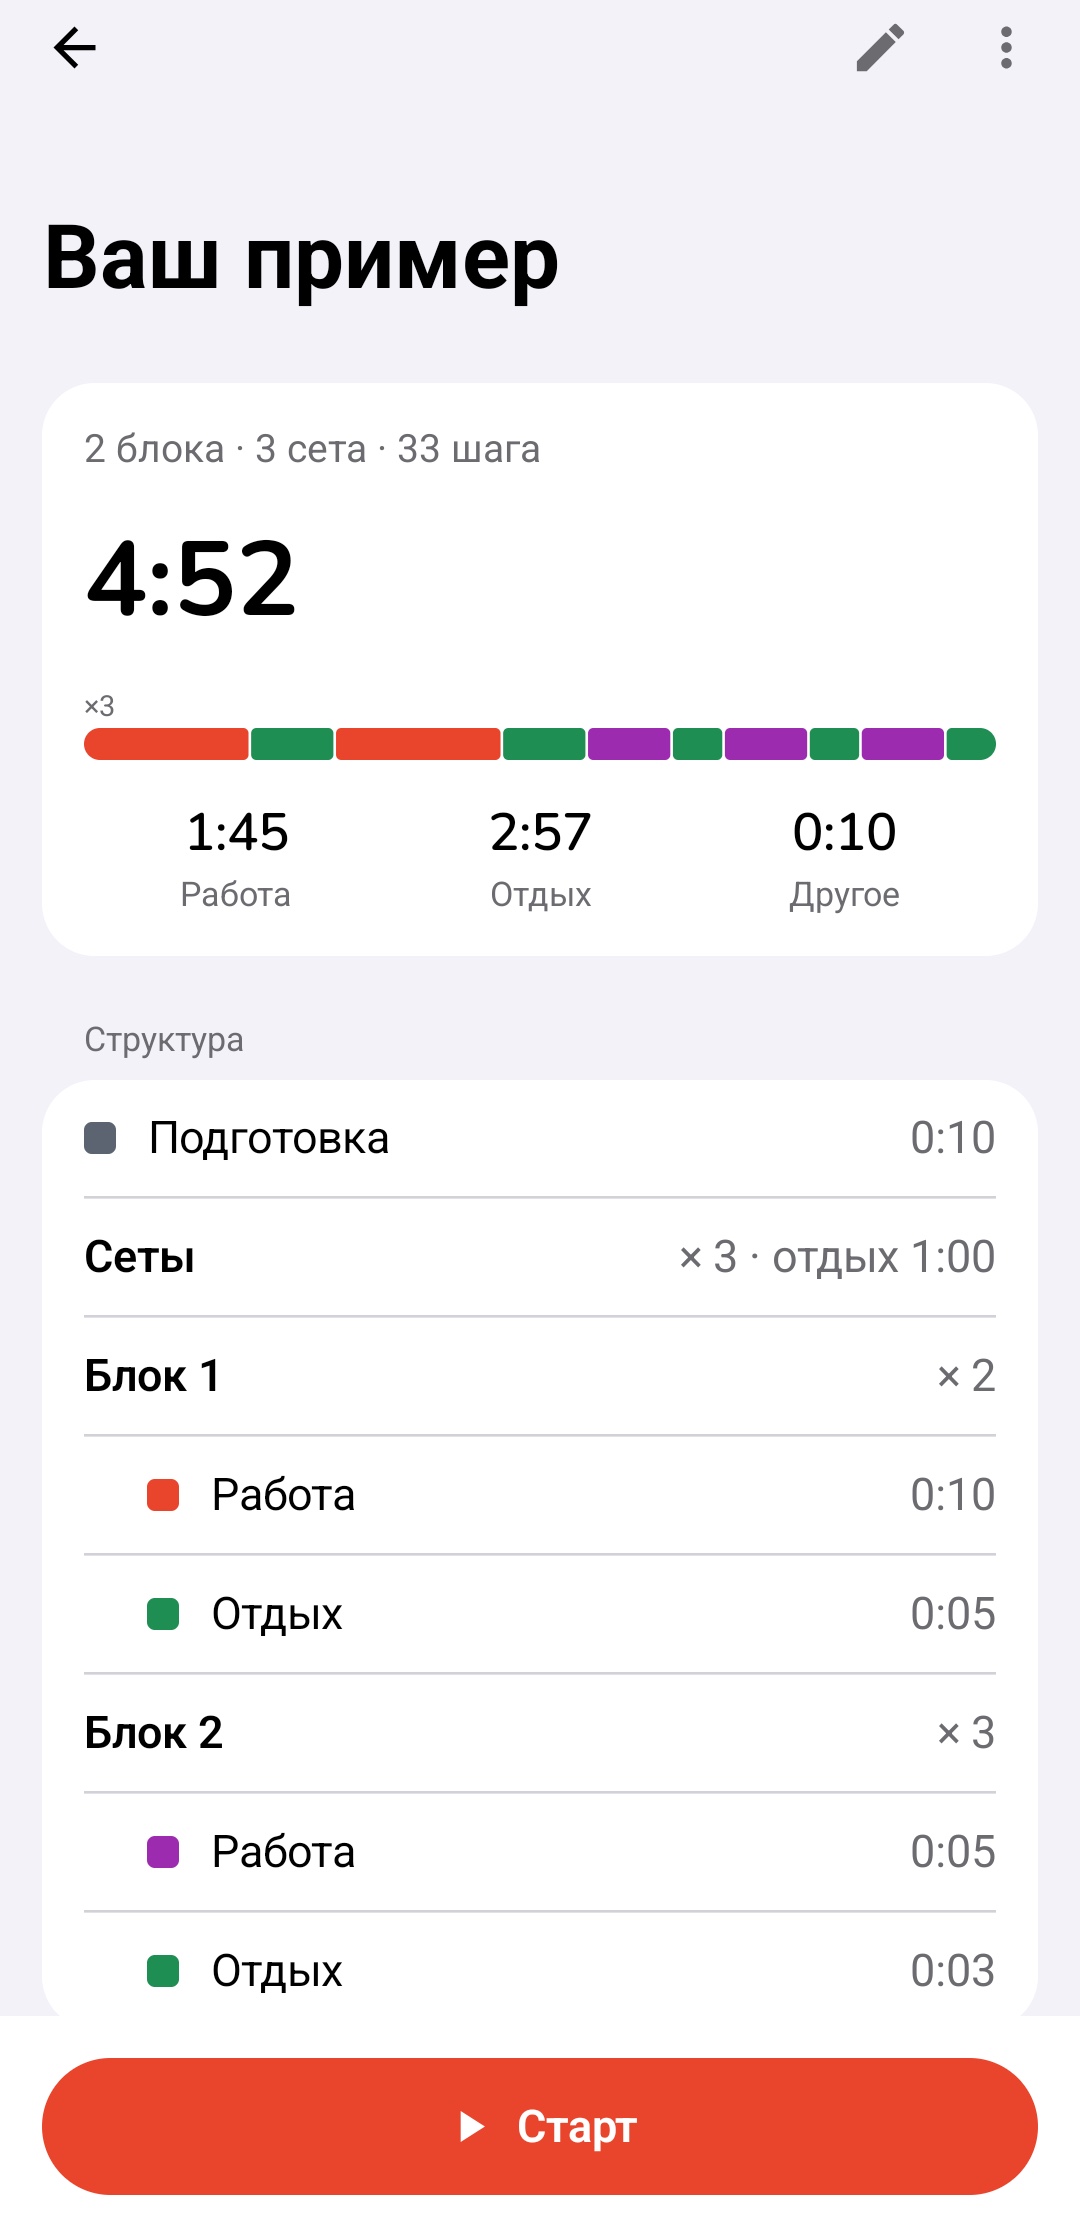 Ваш пример
2 блока · 3 сета · 33 шага
4:52
×3
1:45 2:57 0:10
Работа Отдых Другое
Структура
Подготовка 0:10
Сеты × 3 · отдых 1:00
Блок 1 × 2
Работа 0:10
Отдых 0:05
Блок 2 × 3
Работа 0:05
Отдых 0:03
Старт